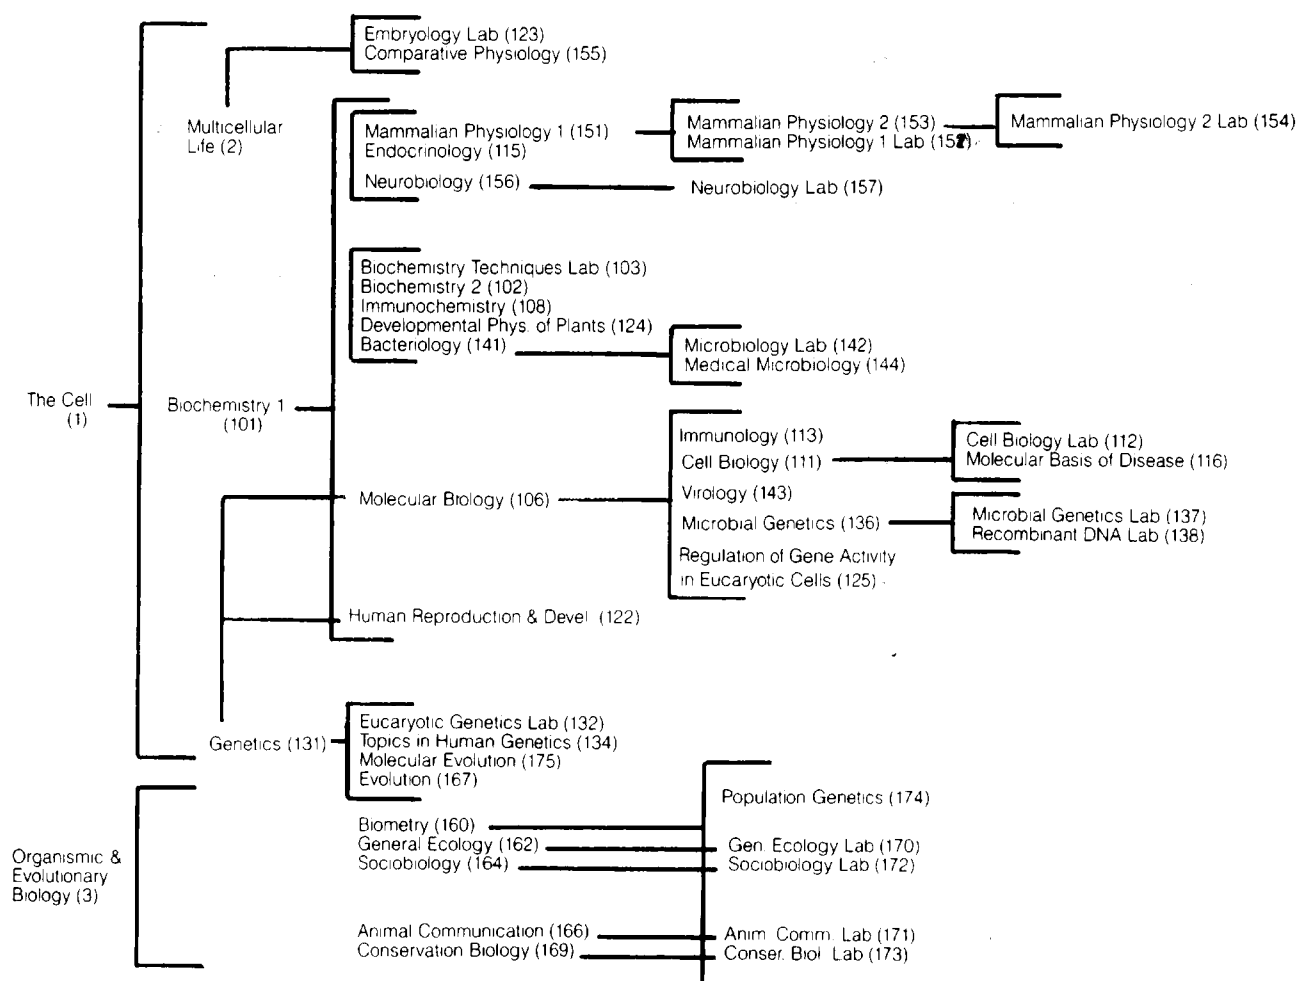 Embryology Lab (123)
Comparative Physiology (155)
Multicellular
Life (2)
Mammalian Physiology 1 (151)
Endocrinology (115)
Neurobiology (156)
Mammalian Physiology 2 (153)
Mammalian Physiology 1 Lab (152)
Mammalian Physiology 2 Lab (154)
Neurobiology Lab (157)
Biochemistry Techniques Lab (103)
Biochemistry 2 (102)
Immunochemistry (108)
Developmental Phys. of Plants (124)
Bacteriology (141)
Microbiology Lab (142)
Medical Microbiology (144)
The Cell
(1)
Biochemistry 1
(101)
Molecular Biology (106)
Immunology (113)
Cell Biology (111)
Virology (143)
Microbial Genetics (136)
Regulation of Gene Activity
in Eucaryotic Cells (125)
Cell Biology Lab (112)
Molecular Basis of Disease (116)
Microbial Genetics Lab (137)
Recombinant DNA Lab (138)
Human Reproduction & Devel (122)
Genetics (131)
Eucaryotic Genetics Lab (132)
Topics in Human Genetics (134)
Molecular Evolution (175)
Evolution (167)
Organismic &
Evolutionary
Biology (3)
Biometry (160)
General Ecology (162)
Sociobiology (164)
Animal Communication (166)
Conservation Biology (169)
Population Genetics (174)
Gen. Ecology Lab (170)
Sociobiology Lab (172)
Anim. Comm. Lab (171)
Conser. Biol. Lab (173)